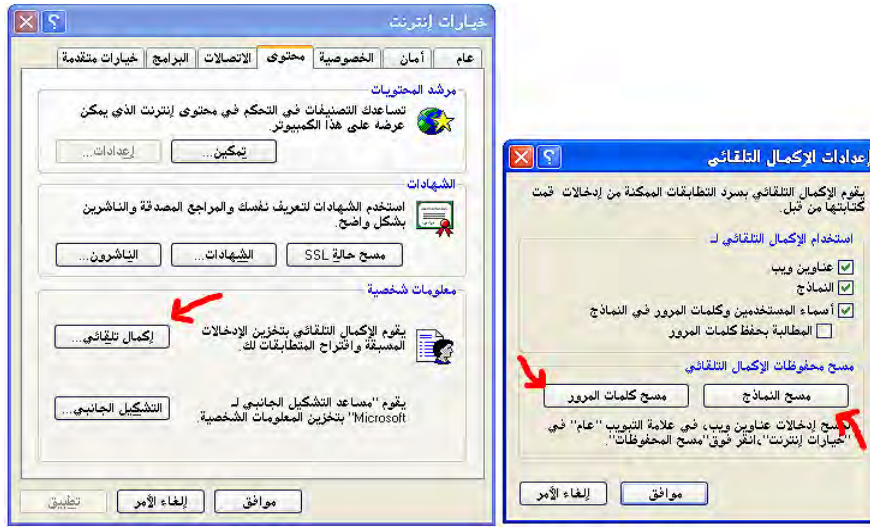 خيارات إنترنت
عام
أمان
الخصوصية
محتوى
الاتصالات
البرامج
خيارات متقدمة
مرشد المحتويات
تساعدك التصنيفات في التحكم في محتوى إنترنت الذي يمكن
عرضه على هذا الكمبيوتر.
تمكين...
إعدادات...
الشهادات
استخدم الشهادات لتعريف نفسك والمراجع المصدقة والناشرين
بشكل واضح.
مسح حالة SSL
الشهادات...
الناشرون...
معلومات شخصية
يقوم الإكمال التلقائي بتخزين الإدخالات
المسبقة واقتراح المتطابقات لك.
إكمال تلقائي...
يقوم "مساعد التشكيل الجانبي لـ
Microsoft" بتخزين المعلومات الشخصية.
التشكيل الجانبي...
موافق
إلغاء الأمر
تطبيق
إعدادات الإكمال التلقائي
يقوم الإكمال التلقائي بسرد التطابقات الممكنة من إدخالات قمت
كتابتها من قبل.
استخدام الإكمال التلقائي لـ
عناوين ويب
النماذج
أسماء المستخدمين وكلمات المرور في النماذج
المطالبة بحفظ كلمات المرور
مسح محفوظات الإكمال التلقائي
مسح النماذج
مسح كلمات المرور
لمسح إدخالات عناوين ويب، في علامة التبويب "عام" في
"خيارات إنترنت"،انقر فوق"مسح المحفوظات".
موافق
إلغاء الأمر